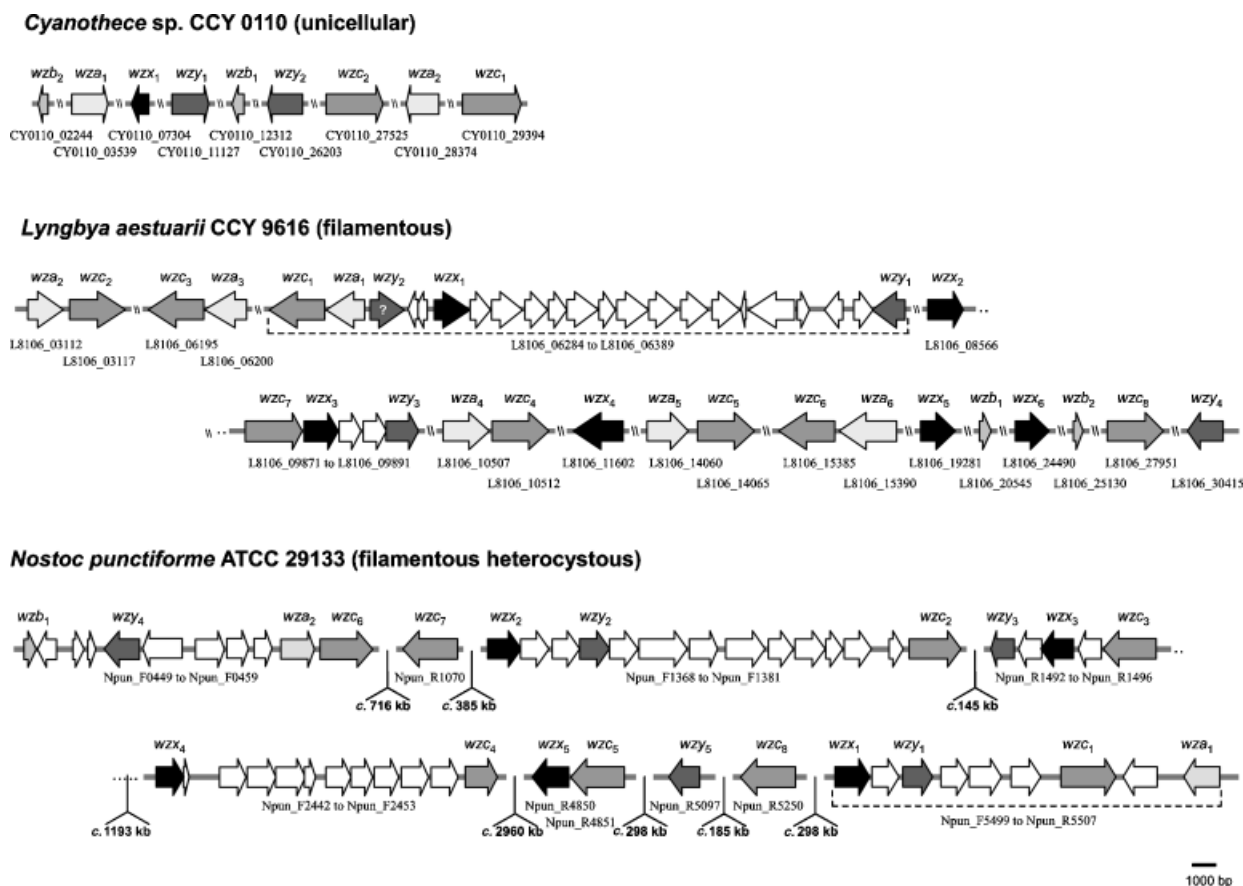 Cyanothece sp. CCY 0110 (unicellular)
wzb2 wza1 wzx1 wzy1 wzb1 wzy2 wzc2 wza2 wzc1
CY0110_02244 CY0110_07304 CY0110_12312 CY0110_27525 CY0110_29394
CY0110_03539 CY0110_11127 CY0110_26203 CY0110_28374
Lyngbya aestuarii CCY 9616 (filamentous)
wza2 wzc2 wzc3 wza3 wzc1 wza1 wzy2 wzx1 wzy1 wzx2
?
L8106_03112 L8106_06195 L8106_06284 to L8106_06389 L8106_08566
L8106_03117 L8106_06200
wzc7 wzx3 wzy3 wza4 wzc4 wzx4 wza5 wzc5 wzc6 wza6 wzx5 wzb1 wzx6 wzb2 wzc8 wzy4
L8106_09871 to L8106_09891 L8106_10507 L8106_11602 L8106_14060 L8106_15385 L8106_19281 L8106_24490 L8106_27951
L8106_10512 L8106_14065 L8106_15390 L8106_20545 L8106_25130 L8106_30415
Nostoc punctiforme ATCC 29133 (filamentous heterocystous)
wzb1 wzy4 wza2 wzc6 wzc7 wzx2 wzy2 wzc2 wzy3 wzx3 wzc3
Npun_F0449 to Npun_F0459 Npun_R1070 Npun_F1368 to Npun_F1381 Npun_R1492 to Npun_R1496
c. 716 kb c. 385 kb c.145 kb
wzx4 wzc4 wzx5 wzc5 wzy5 wzc8 wzx1 wzy1 wzc1 wza1
Npun_F2442 to Npun_F2453 Npun_R4850 Npun_R5097 Npun_R5250
Npun_R4851 Npun_F5499 to Npun_R5507
c.1193 kb c.2960 kb c.298 kb c.185 kb c.298 kb
1000 bp